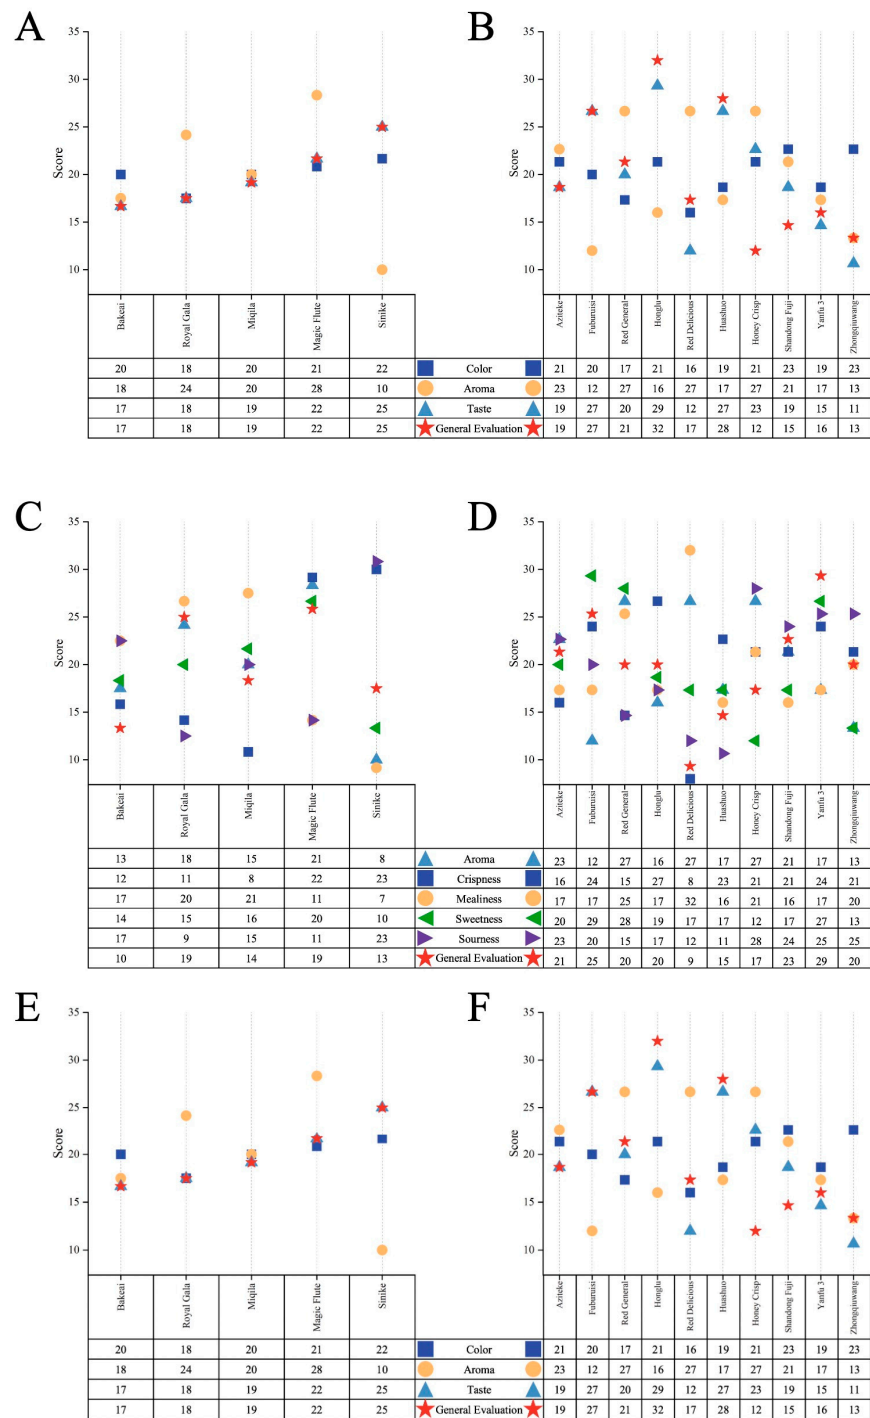 A
B
35
30
25
20
15
10
Score
35
30
25
20
15
10
Score
Bakeai
Royal Gala
Miqila
Magic Flute
Sinike
Aziteke
Fuburuisi
Red General
Honglu
Red Delicious
Huashuo
Honey Crisp
Shandong Fuji
Yanfu 3
Zhongqiuwang
20 18 20 21 22 Color 21 20 17 21 16 19 21 23 19 23
18 24 20 28 10 Aroma 23 12 27 16 27 17 27 21 17 13
17 18 19 22 25 Taste 19 27 20 29 12 27 23 19 15 11
17 18 19 22 25 General Evaluation 19 27 21 32 17 28 12 15 16 13
C
D
35
30
25
20
15
10
Score
35
30
25
20
15
10
Score
Bakeai
Royal Gala
Miqila
Magic Flute
Sinike
Aziteke
Fuburuisi
Red General
Honglu
Red Delicious
Huashuo
Honey Crisp
Shandong Fuji
Yanfu 3
Zhongqiuwang
13 18 15 21 8 Aroma 23 12 27 16 27 17 27 21 17 13
12 11 8 22 23 Crispness 16 24 15 27 8 23 21 21 24 21
17 20 21 11 7 Mealiness 17 17 25 17 32 16 21 16 17 20
14 15 16 20 10 Sweetness 20 29 28 19 17 17 12 17 27 13
17 9 15 11 23 Sourness 23 20 15 17 12 11 28 24 25 25
10 19 14 19 13 General Evaluation 21 25 20 20 9 15 17 23 29 20
E
F
35
30
25
20
15
10
Score
35
30
25
20
15
10
Score
Bakeai
Royal Gala
Miqila
Magic Flute
Sinike
Aziteke
Fuburuisi
Red General
Honglu
Red Delicious
Huashuo
Honey Crisp
Shandong Fuji
Yanfu 3
Zhongqiuwang
20 18 20 21 22 Color 21 20 17 21 16 19 21 23 19 23
18 24 20 28 10 Aroma 23 12 27 16 27 17 27 21 17 13
17 18 19 22 25 Taste 19 27 20 29 12 27 23 19 15 11
17 18 19 22 25 General Evaluation 19 27 21 32 17 28 12 15 16 13